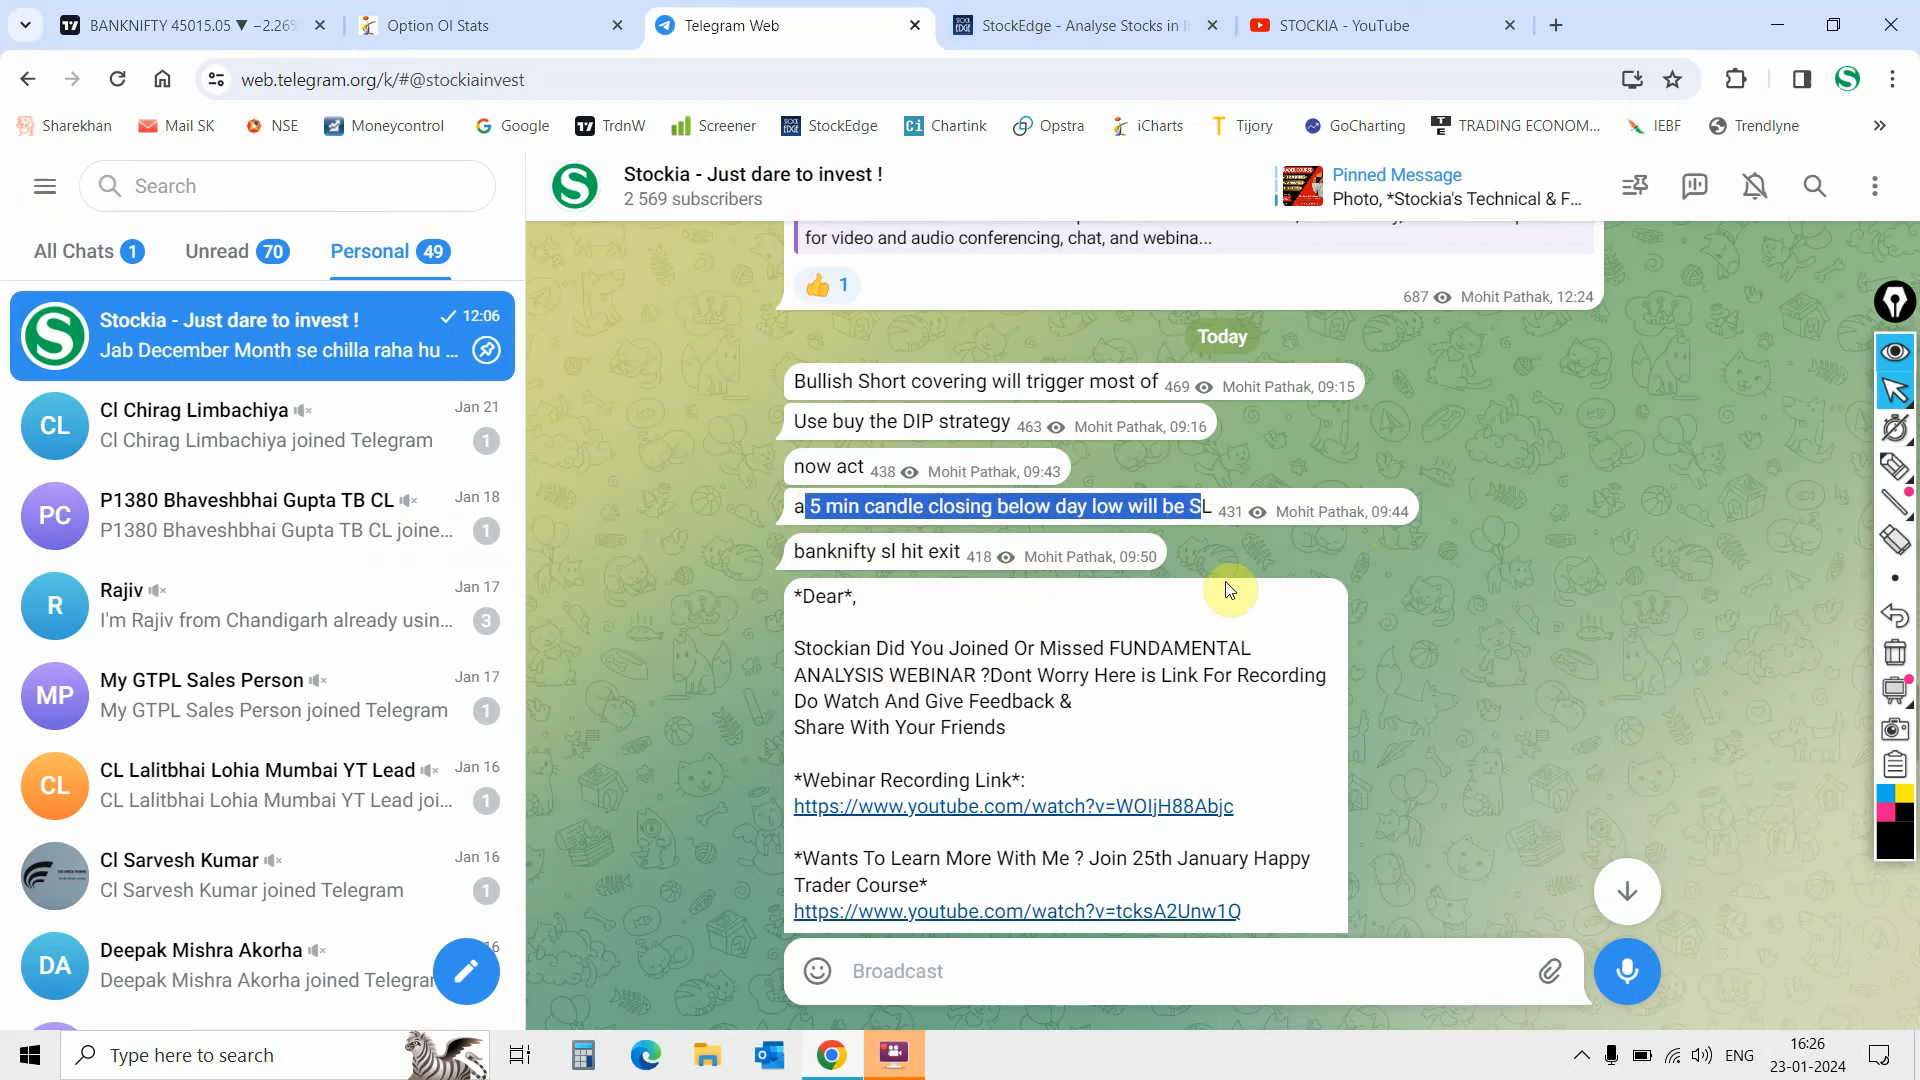 BANKNIFTY 45015.05 ▼ −2.26%
Option OI Stats
Telegram Web
StockEdge - Analyse Stocks in I
STOCKIA - YouTube
web.telegram.org/k/#@stockiainvest
Sharekhan
Mail SK
NSE
Moneycontrol
Google
TrdnW
Screener
StockEdge
Chartink
Opstra
iCharts
Tijory
GoCharting
TRADING ECONOM...
IEBF
Trendlyne
Search
Stockia - Just dare to invest !
2 569 subscribers
Pinned Message
Photo, *Stockia's Technical & F...
All Chats 1
Unread 70
Personal 49
Stockia - Just dare to invest ! 12:06
Jab December Month se chilla raha hu ...
CL
Cl Chirag Limbachiya Jan 21
Cl Chirag Limbachiya joined Telegram 1
PC
P1380 Bhaveshbhai Gupta TB CL Jan 18
P1380 Bhaveshbhai Gupta TB CL joine... 1
R
Rajiv Jan 17
I'm Rajiv from Chandigarh already usin... 3
MP
My GTPL Sales Person Jan 17
My GTPL Sales Person joined Telegram 1
CL
CL Lalitbhai Lohia Mumbai YT Lead Jan 16
CL Lalitbhai Lohia Mumbai YT Lead joi... 1
Cl Sarvesh Kumar Jan 16
Cl Sarvesh Kumar joined Telegram 1
DA
Deepak Mishra Akorha 16
Deepak Mishra Akorha joined Telegra
for video and audio conferencing, chat, and webina...
1
687 Mohit Pathak, 12:24
Today
Bullish Short covering will trigger most of 469 Mohit Pathak, 09:15
Use buy the DIP strategy 463 Mohit Pathak, 09:16
now act 438 Mohit Pathak, 09:43
a 5 min candle closing below day low will be SL 431 Mohit Pathak, 09:44
banknifty sl hit exit 418 Mohit Pathak, 09:50
*Dear*,
Stockian Did You Joined Or Missed FUNDAMENTAL
ANALYSIS WEBINAR ?Dont Worry Here is Link For Recording
Do Watch And Give Feedback &
Share With Your Friends
*Webinar Recording Link*:
https://www.youtube.com/watch?v=WOIjH88Abjc
*Wants To Learn More With Me ? Join 25th January Happy
Trader Course*
https://www.youtube.com/watch?v=tcksA2Unw1Q
Broadcast
Type here to search
ENG
16:26
23-01-2024